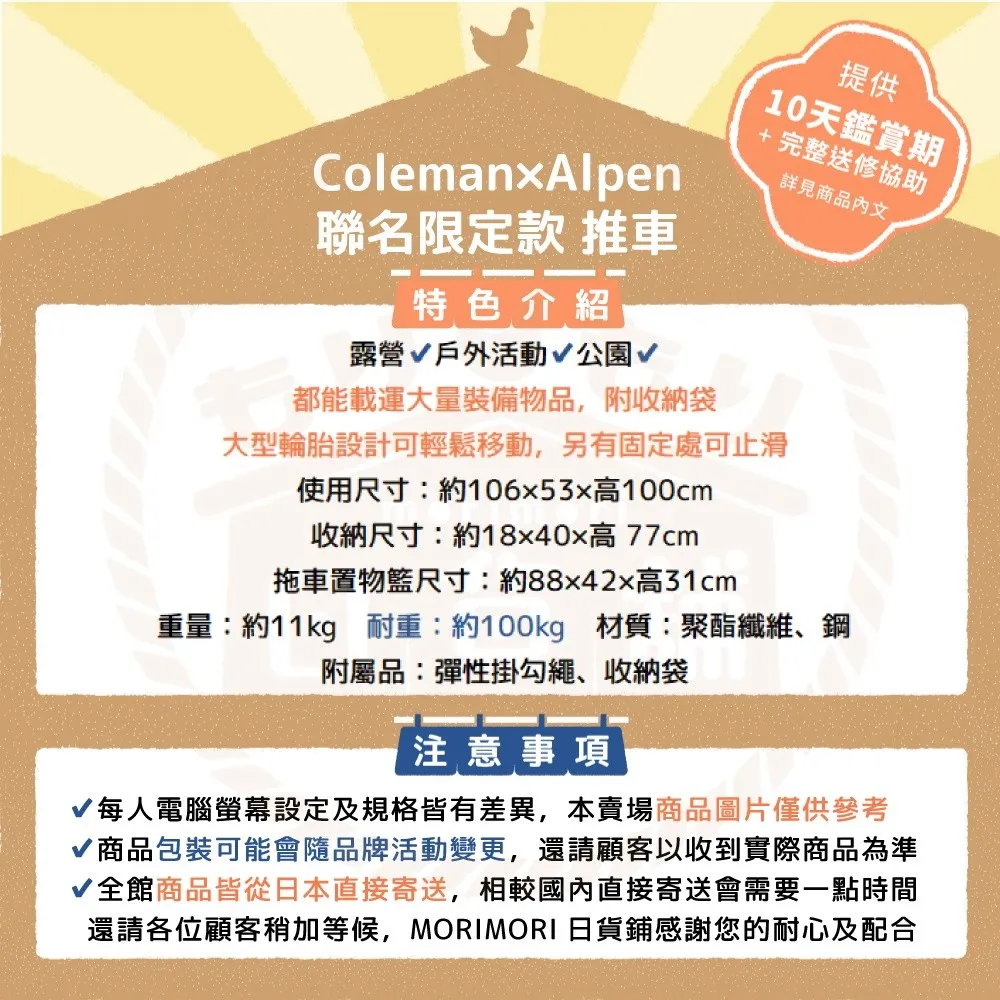 提供
10天鑑賞期
+ 完整送修協助
詳見商品內文
Coleman×Alpen
聯名限定款 推車
特色介紹
露營✓戶外活動✓公園✓
都能載運大量裝備物品，附收納袋
大型輪胎設計可輕鬆移動，另有固定處可止滑
使用尺寸：約106×53×高100cm
收納尺寸：約18×40×高 77cm
拖車置物籃尺寸：約88×42×高31cm
重量：約11kg 耐重：約100kg 材質：聚酯纖維、鋼
附屬品：彈性掛勾繩、收納袋
注意事項
✓每人電腦螢幕設定及規格皆有差異，本賣場商品圖片僅供參考
✓商品包裝可能會隨品牌活動變更，還請顧客以收到實際商品為準
✓全館商品皆從日本直接寄送，相較國內直接寄送會需要一點時間
還請各位顧客稍加等候，MORIMORI 日貨鋪感謝您的耐心及配合